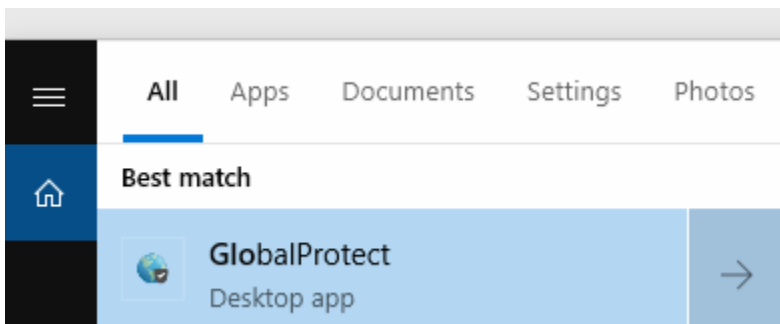 All Apps Documents Settings Photos
Best match
GlobalProtect
Desktop app